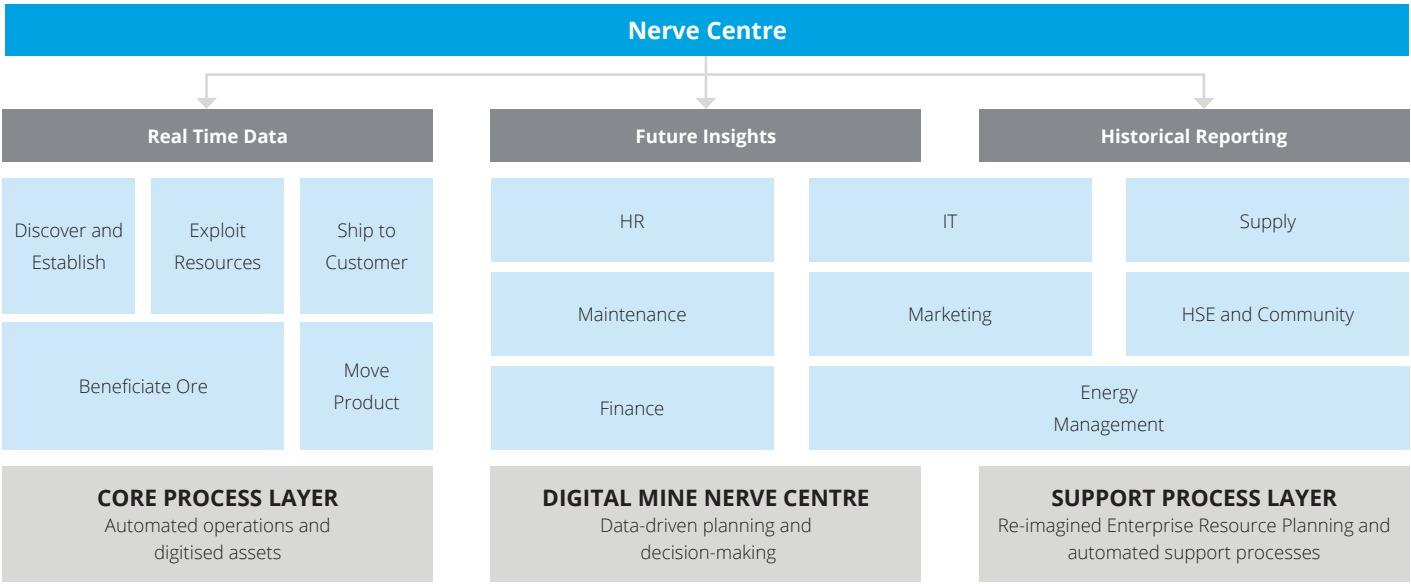 Nerve Centre
Real Time Data
Future Insights
Historical Reporting
Discover and
Establish
Exploit
Resources
Ship to
Customer
Beneficiate Ore
Move
Product
HR
IT
Supply
Maintenance
Marketing
HSE and Community
Finance
Energy
Management
CORE PROCESS LAYER
Automated operations and
digitised assets
DIGITAL MINE NERVE CENTRE
Data-driven planning and
decision-making
SUPPORT PROCESS LAYER
Re-imagined Enterprise Resource Planning and
automated support processes